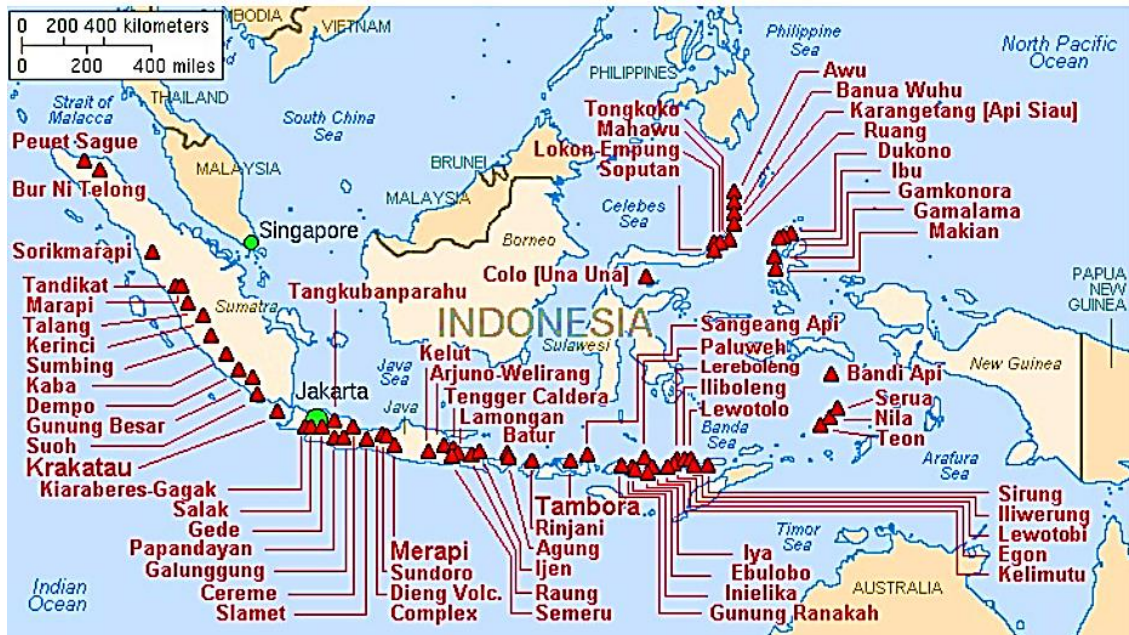 CAMBODIA
VIETNAM
0 200 400 kilometers
0 200 400 miles
THAILAND
Strait of
Malacca
South China
Sea
PHILIPPINES
Philippine
Sea
North Pacific
Ocean
Peuet Sague
Bur Ni Telong
MALAYSIA
BRUNEI
MALAYSIA
Singapore
Sorikmarapi
Tandikat
Marapi
Talang
Kerinci
Sumbing
Kaba
Dempo
Gunung Besar
Suoh
Krakatau
Kiaraberes-Gagak
Salak
Gede
Papandayan
Galunggung
Cereme
Slamet
Sumatra
Tangkubanparahu
Jakarta
Java
Sea
Java
Borneo
INDONESIA
Celebes
Sea
Tongkoko
Mahawu
Lokon-Empung
Soputan
Awu
Banua Wuhu
Karangetang [Api Siau]
Ruang
Dukono
Ibu
Gamkonora
Gamalama
Makian
Colo [Una Una]
Sulawesi
Kelut
Arjuno-Welirang
Tengger Caldera
Lamongan
Batur
Sangeang Api
Paluweh
Lereboleng
Iliboleng
Lewotolo
Banda
Sea
Bandi Api
Serua
Nila
Teon
New Guinea
PAPUA
NEW
GUINEA
Arafura
Sea
Merapi
Sundoro
Dieng Volc.
Complex
Tambora
Rinjani
Agung
Ijen
Raung
Semeru
Iya
Ebulobo
Inielika
Gunung Ranakah
Sirung
Iliwerung
Lewotobi
Egon
Kelimutu
Timor
Sea
AUSTRALIA
Indian
Ocean